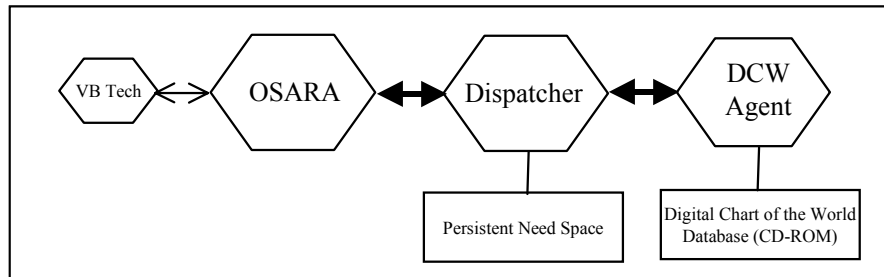 VB Tech
OSARA
Dispatcher
DCW
Agent
Persistent Need Space
Digital Chart of the World
Database (CD-ROM)